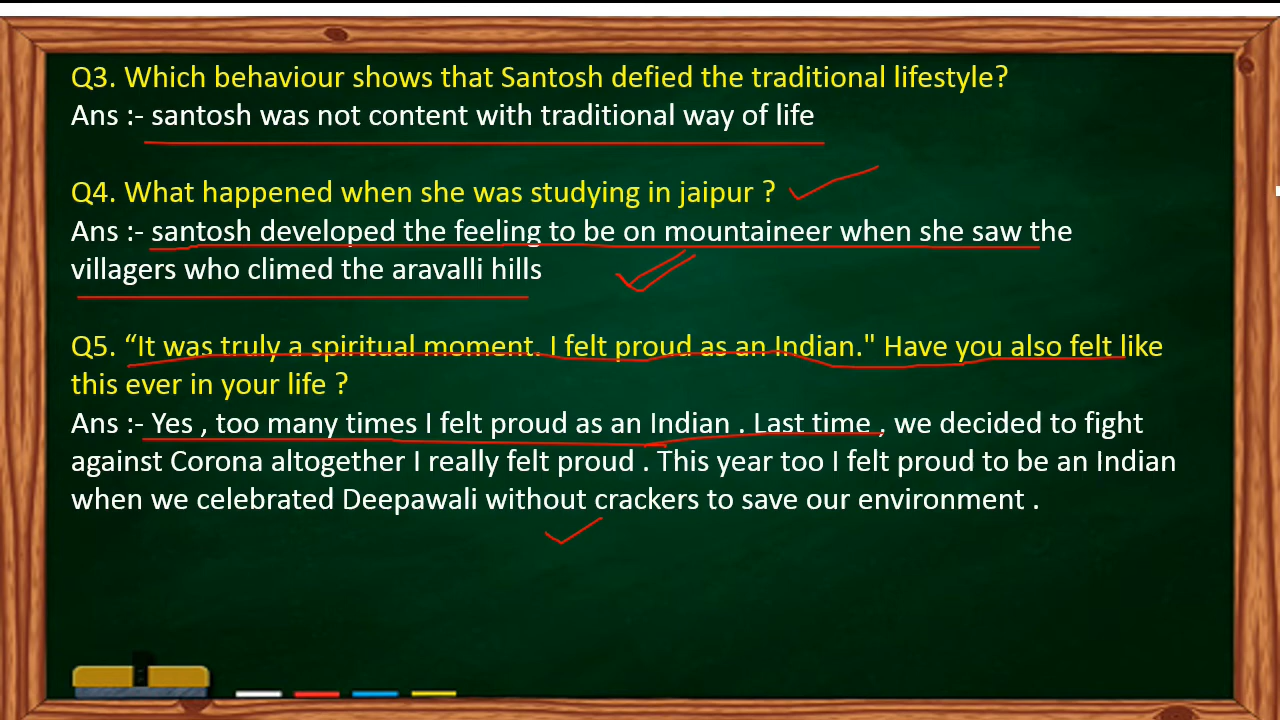 Q3. Which behaviour shows that Santosh defied the traditional lifestyle?
Ans :- santosh was not content with traditional way of life
Q4. What happened when she was studying in jaipur ?
Ans :- santosh developed the feeling to be on mountaineer when she saw the
villagers who climed the aravalli hills
Q5. “It was truly a spiritual moment. I felt proud as an Indian." Have you also felt like
this ever in your life ?
Ans :- Yes , too many times I felt proud as an Indian . Last time , we decided to fight
against Corona altogether I really felt proud . This year too I felt proud to be an Indian
when we celebrated Deepawali without crackers to save our environment .